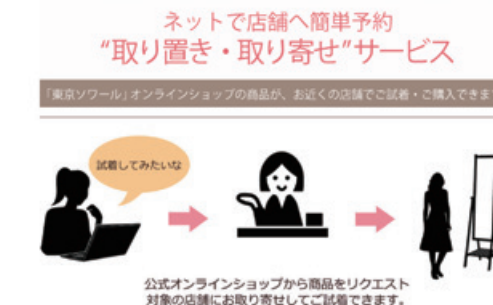 ネットで店舗へ簡単予約
“取り置き・取り寄せ”サービス
「東京ソワール」オンラインショップの商品が、お近くの店舗でご試着・ご購入できます
試着してみたいな
公式オンラインショップから商品をリクエスト
対象の店舗にお取り寄せしてご試着できます。